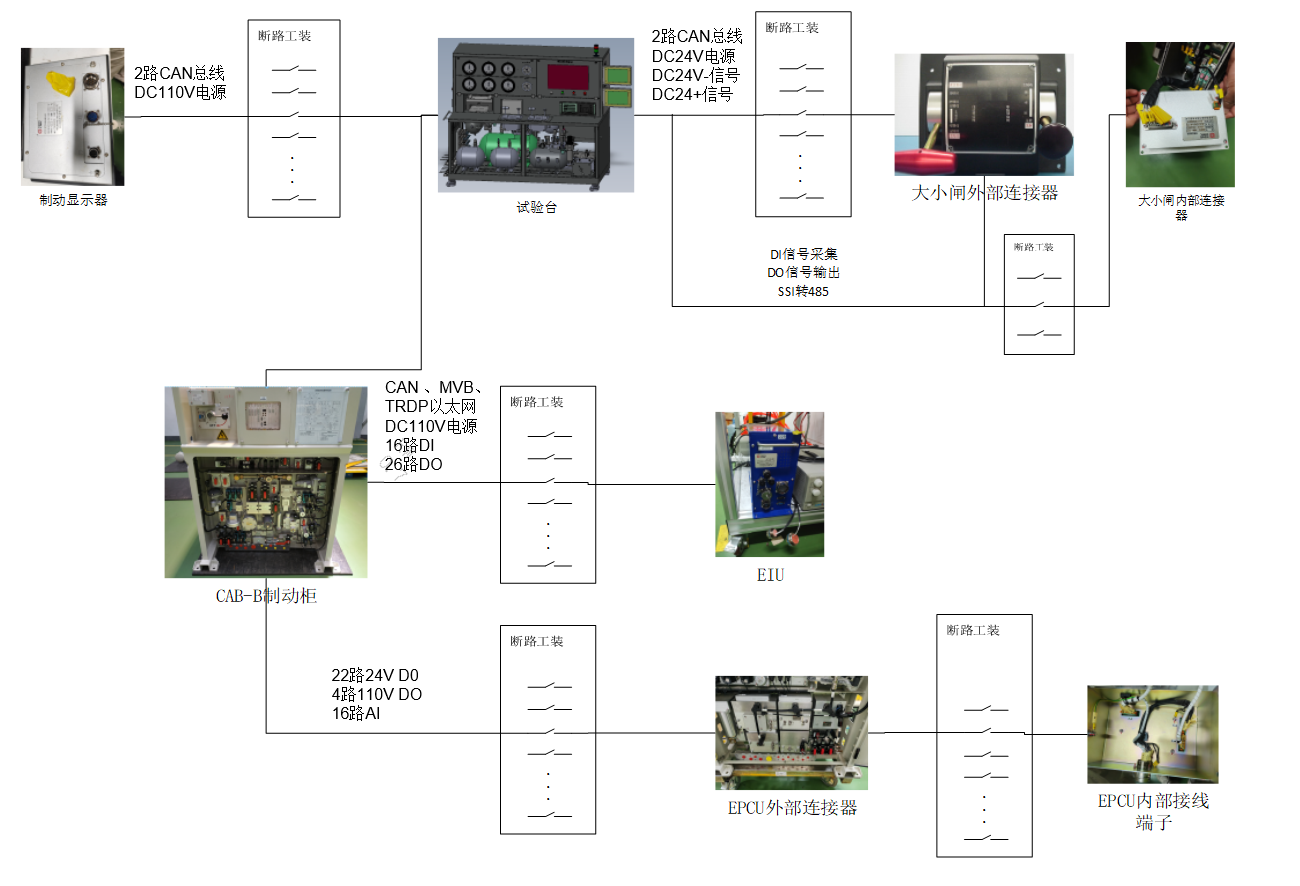 断路工装
2路CAN总线
DC110V电源
制动显示器
试验台
2路CAN总线
DC24V电源
DC24V-信号
DC24+信号
断路工装
大小闸外部连接器
大小闸内部连接
器
DI信号采集
DO信号输出
SSI转485
断路工装
CAN 、MVB、
TRDP以太网
DC110V电源
16路DI
26路DO
断路工装
CAB-B制动柜
EIU
22路24V D0
4路110V DO
16路AI
断路工装
EPCU外部连接器
断路工装
EPCU内部接线
端子